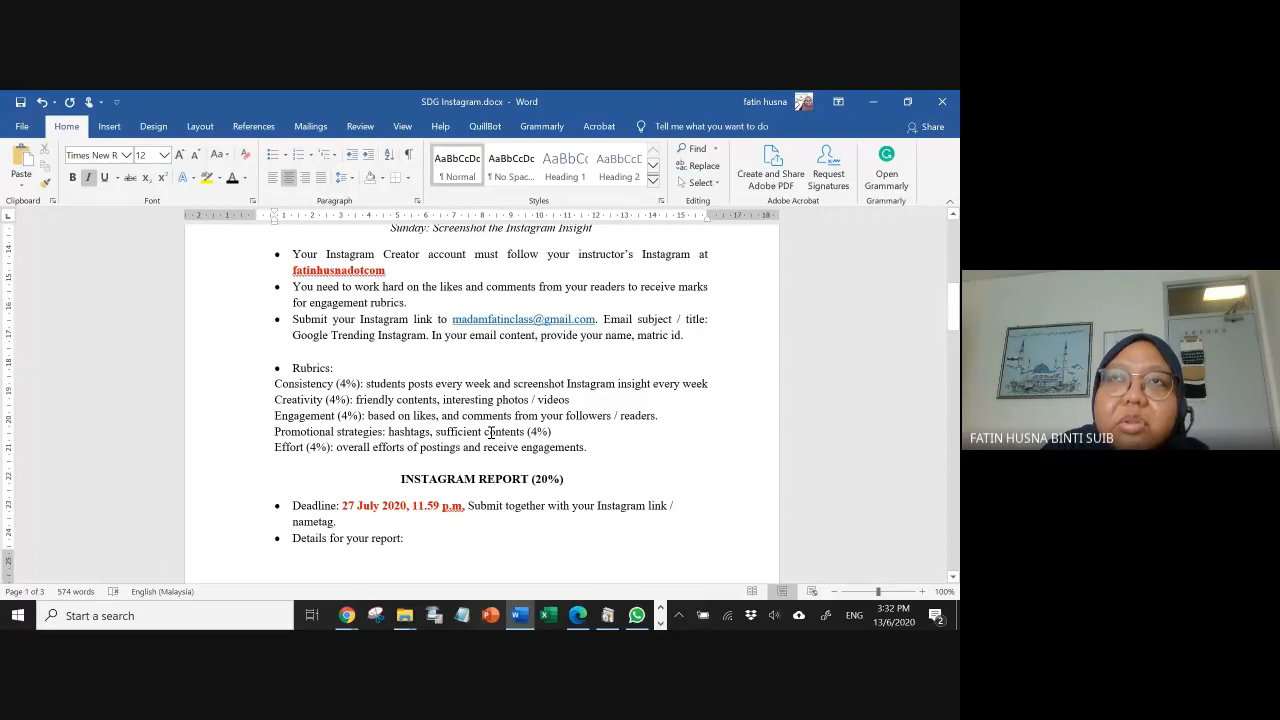 SDG Instagram.docx - Word
fatin husna
File Home Insert Design Layout References Mailings Review View Help QuillBot Grammarly Acrobat Tell me what you want to do Share
Paste
Times New R 12
AaBbCcDc AaBbCcDc AaBbC AaBbCcC
¶ Normal ¶ No Spac... Heading 1 Heading 2
Find
Replace
Select
Create and Share Adobe PDF
Request Signatures
Open Grammarly
Clipboard Font Paragraph Styles Editing Adobe Acrobat Grammarly
Sunday: Screenshot the Instagram Insight
• Your Instagram Creator account must follow your instructor's Instagram at
fatinhusnadotcom
• You need to work hard on the likes and comments from your readers to receive marks
for engagement rubrics.
• Submit your Instagram link to madamfatinclass@gmail.com. Email subject / title:
Google Trending Instagram. In your email content, provide your name, matric id.
• Rubrics:
Consistency (4%): students posts every week and screenshot Instagram insight every week
Creativity (4%): friendly contents, interesting photos / videos
Engagement (4%): based on likes, and comments from your followers / readers.
Promotional strategies: hashtags, sufficient contents (4%)
Effort (4%): overall efforts of postings and receive engagements.
INSTAGRAM REPORT (20%)
• Deadline: 27 July 2020, 11.59 p.m, Submit together with your Instagram link /
nametag.
• Details for your report:
Page 1 of 3 574 words English (Malaysia) 100%
Start a search
ENG
3:32 PM
13/6/2020
FATIN HUSNA BINTI SUIB